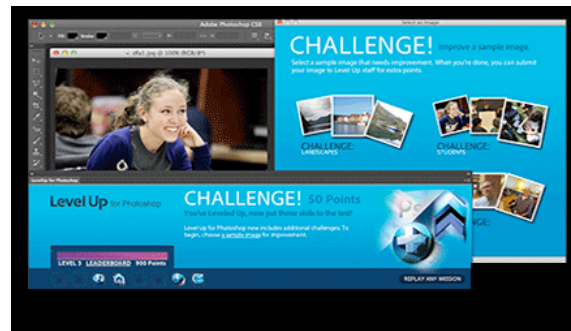 Adobe Photoshop CS6
Select an image
Fill:
Stroke:
CHALLENGE! Improve a sample image.
Select a sample image that needs improvement. When you're done, you can submit
your image to Level Up staff for extra points.
CHALLENGE:
LANDSCAPES
CHALLENGE:
STUDENTS
LevelUp for Photoshop
Level Up for Photoshop
CHALLENGE! 50 Points
You've Leveled Up, now put those skills to the test!
Level Up for Photoshop now includes additional challenges. To
begin, choose a sample image for improvement.
LEVEL 3 LEADERBOARD 900 Points
REPLAY ANY MISSION